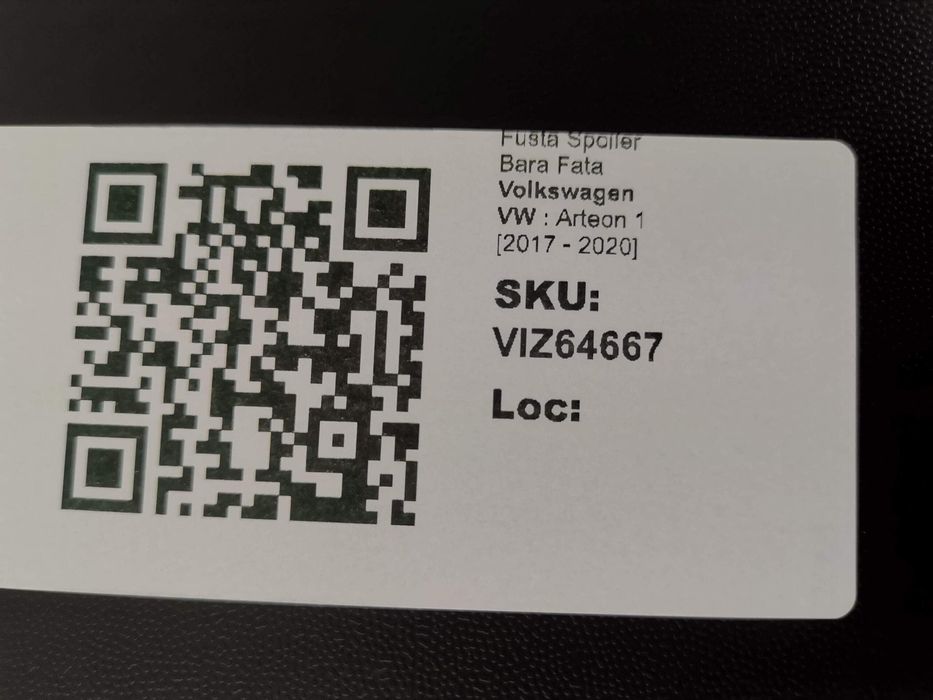 Fusta Spoiler
Bara Fata
Volkswagen
VW : Arteon 1
[2017 - 2020]
SKU:
VIZ64667
Loc: